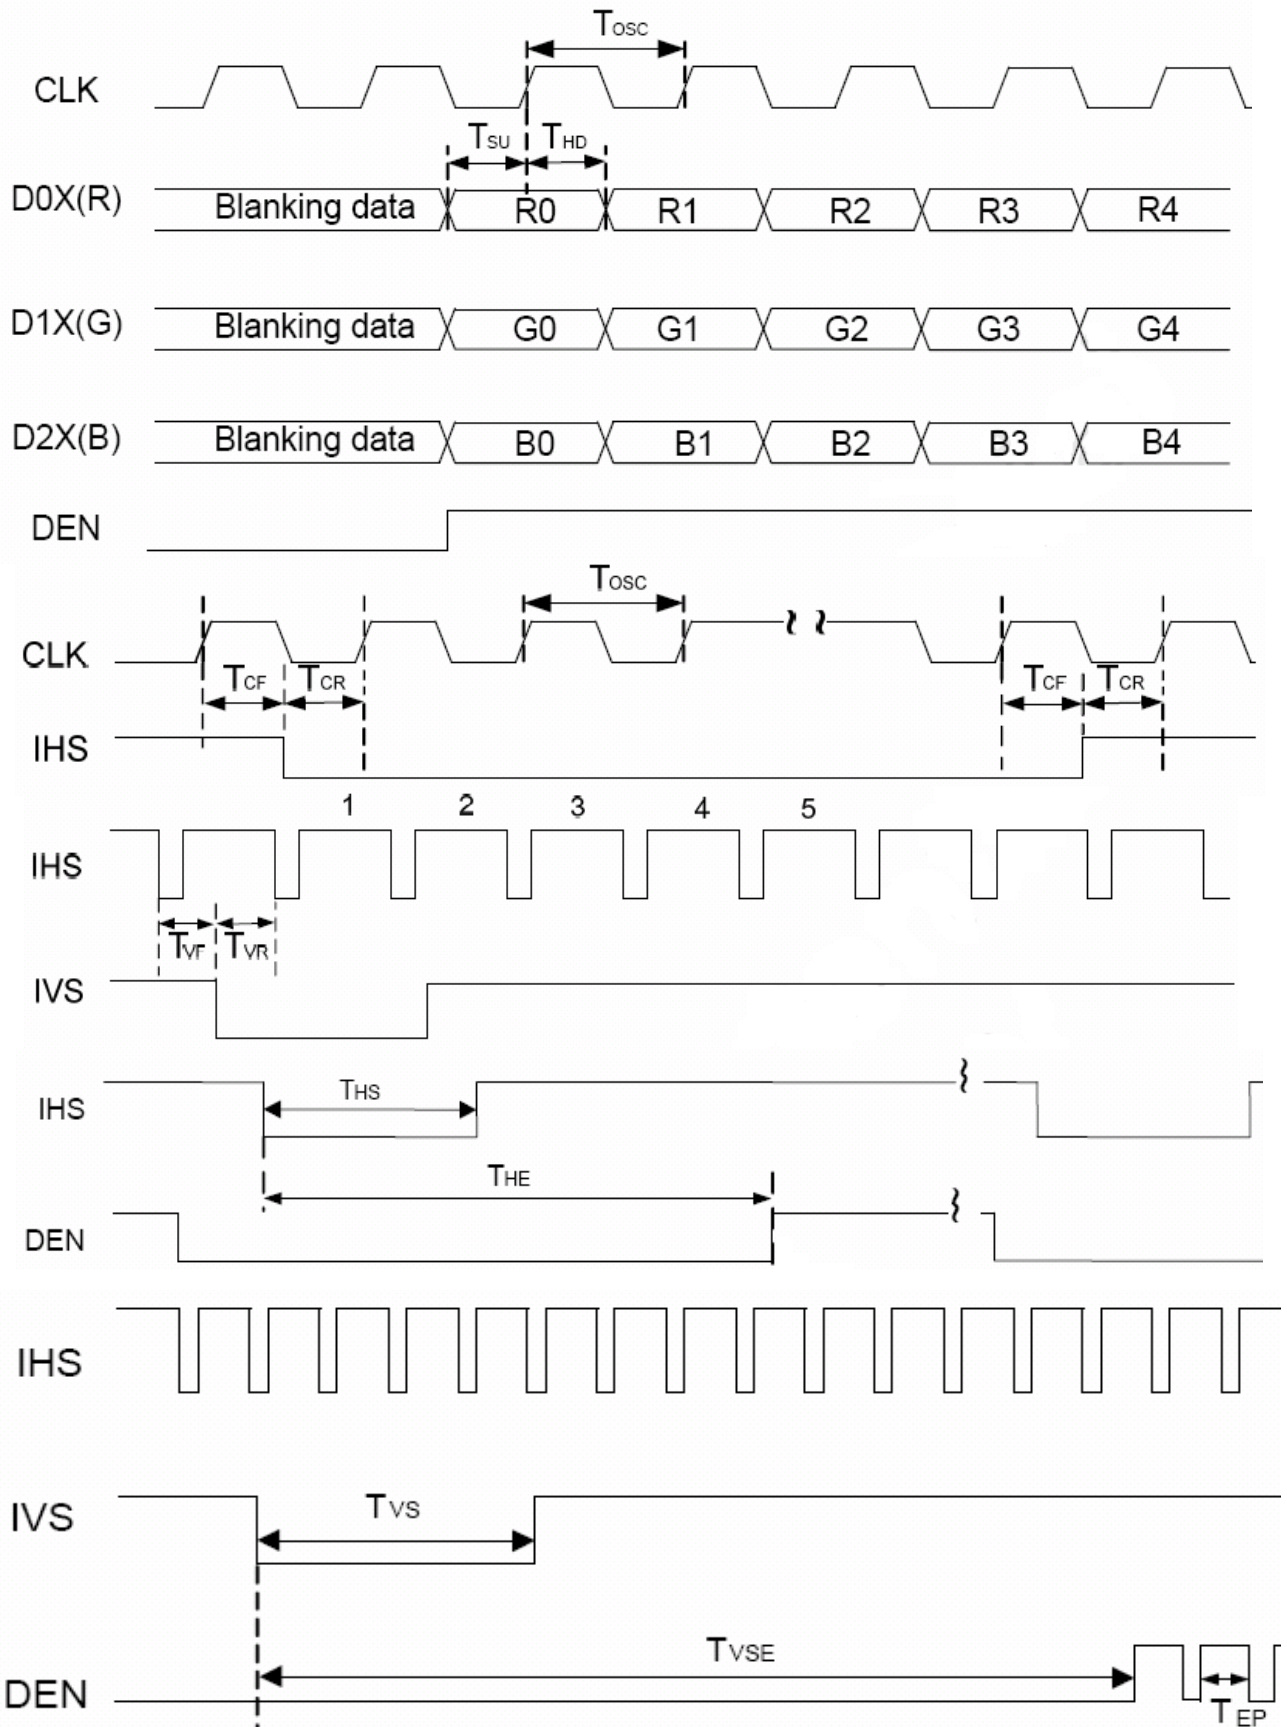 TOSC
CLK
TSU THD
D0X(R) Blanking data R0 R1 R2 R3 R4
D1X(G) Blanking data G0 G1 G2 G3 G4
D2X(B) Blanking data B0 B1 B2 B3 B4
DEN
TOSC
CLK
TCF TCR TCF TCR
IHS
1 2 3 4 5
IHS
TVF TVR
IVS
THS
IHS
THE
DEN
IHS
TVS
IVS
TVSE
DEN
TEP